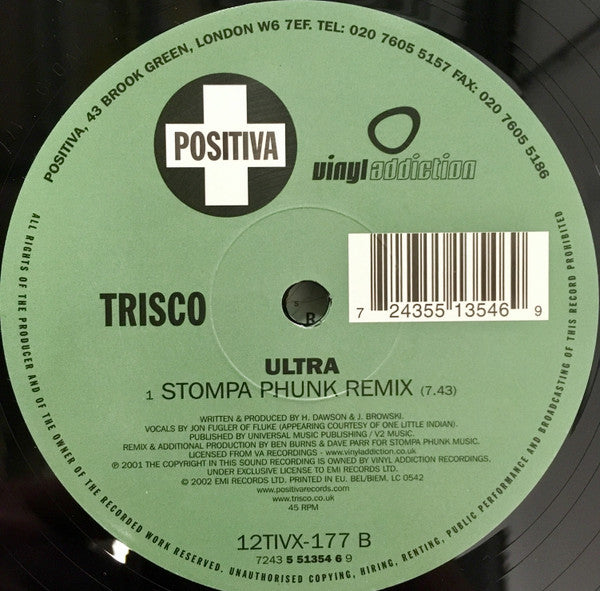 POSITIVA, 43 BROOK GREEN, LONDON W6 7EF. TEL: 020 7605 5157 FAX: 020 7605 5186
POSITIVA
vinyl addiction
TRISCO
S
R
7 24355 13546 9
ULTRA
1 STOMPA PHUNK REMIX (7.43)
WRITTEN & PRODUCED BY H. DAWSON & J. BROWSKI.
VOCALS BY JON FUGLER OF FLUKE (APPEARING COURTESY OF ONE LITTLE INDIAN).
PUBLISHED BY UNIVERSAL MUSIC PUBLISHING / V2 MUSIC.
REMIX & ADDITIONAL PRODUCTION BY BEN BURNS & DAVE PARR FOR STOMPA PHUNK MUSIC.
LICENSED FROM VA RECORDINGS - www.vinyladdiction.co.uk
℗ 2001 THE COPYRIGHT IN THIS SOUND RECORDING IS OWNED BY VINYL ADDICTION RECORDINGS,
UNDER EXCLUSIVE LICENSE TO EMI RECORDS LTD.
© 2002 EMI RECORDS LTD. PRINTED IN EU. BEL/BIEM. LC 0542
www.positivarecords.com
www.trisco.co.uk
45 RPM
12TIVX-177 B
7243 5 51354 6 9
ALL RIGHTS OF THE PRODUCER AND OF THE OWNER OF THE RECORDED WORK RESERVED. UNAUTHORISED COPYING, HIRING, RENTING, PUBLIC PERFORMANCE AND BROADCASTING OF THIS RECORD PROHIBITED